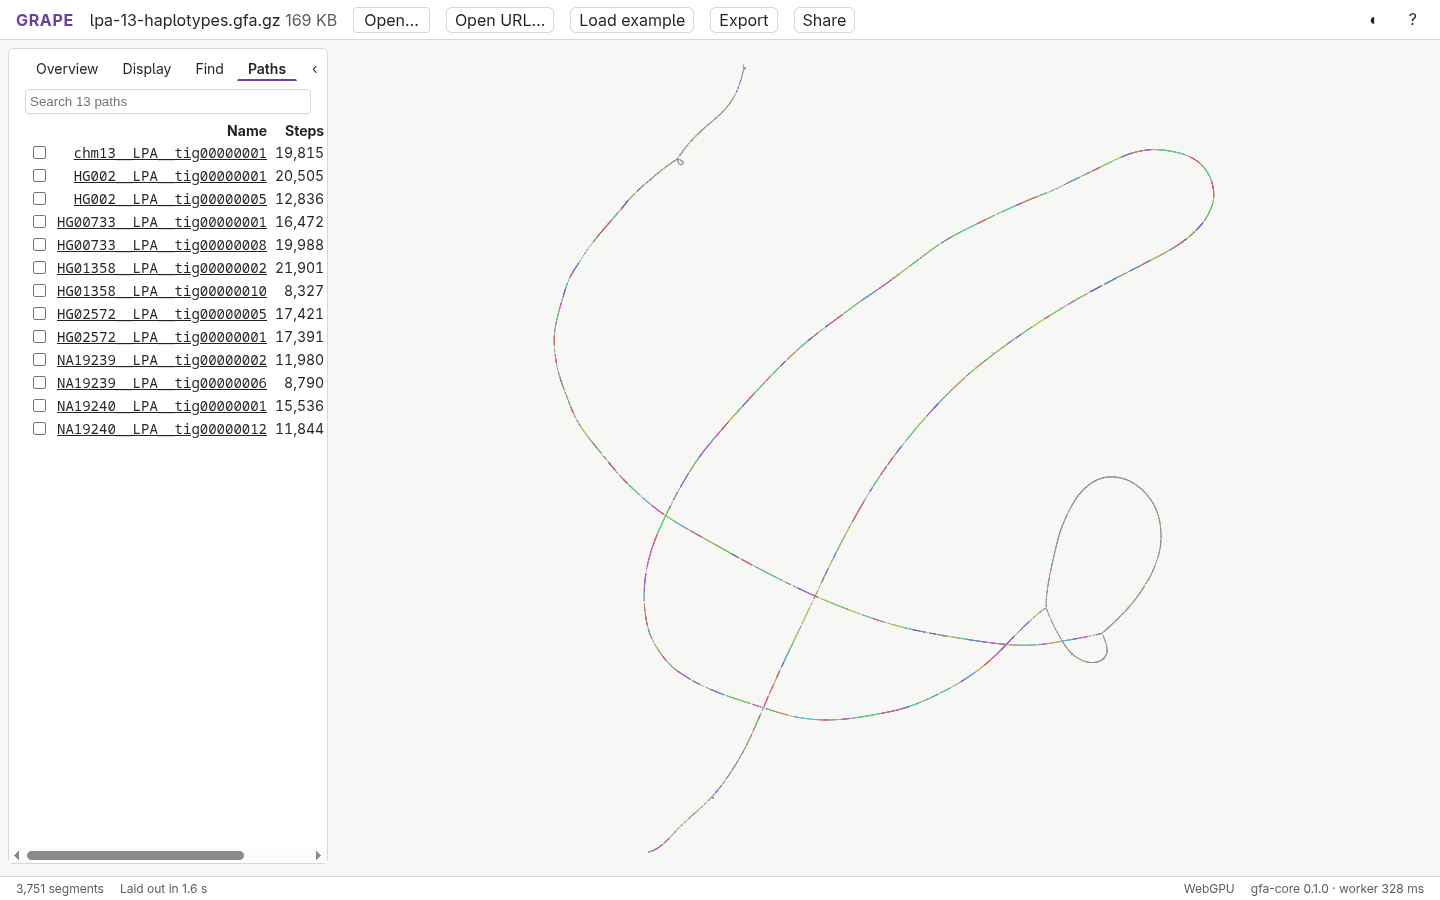 GRAPE lpa-13-haplotypes.gfa.gz 169 KB Open... Open URL... Load example Export Share ?
Overview Display Find Paths ‹
Search 13 paths
Name Steps
chm13__LPA__tig00000001 19,815
HG002__LPA__tig00000001 20,505
HG002__LPA__tig00000005 12,836
HG00733__LPA__tig00000001 16,472
HG00733__LPA__tig00000008 19,988
HG01358__LPA__tig00000002 21,901
HG01358__LPA__tig00000010 8,327
HG02572__LPA__tig00000005 17,421
HG02572__LPA__tig00000001 17,391
NA19239__LPA__tig00000002 11,980
NA19239__LPA__tig00000006 8,790
NA19240__LPA__tig00000001 15,536
NA19240__LPA__tig00000012 11,844
3,751 segments Laid out in 1.6 s WebGPU gfa-core 0.1.0 · worker 328 ms